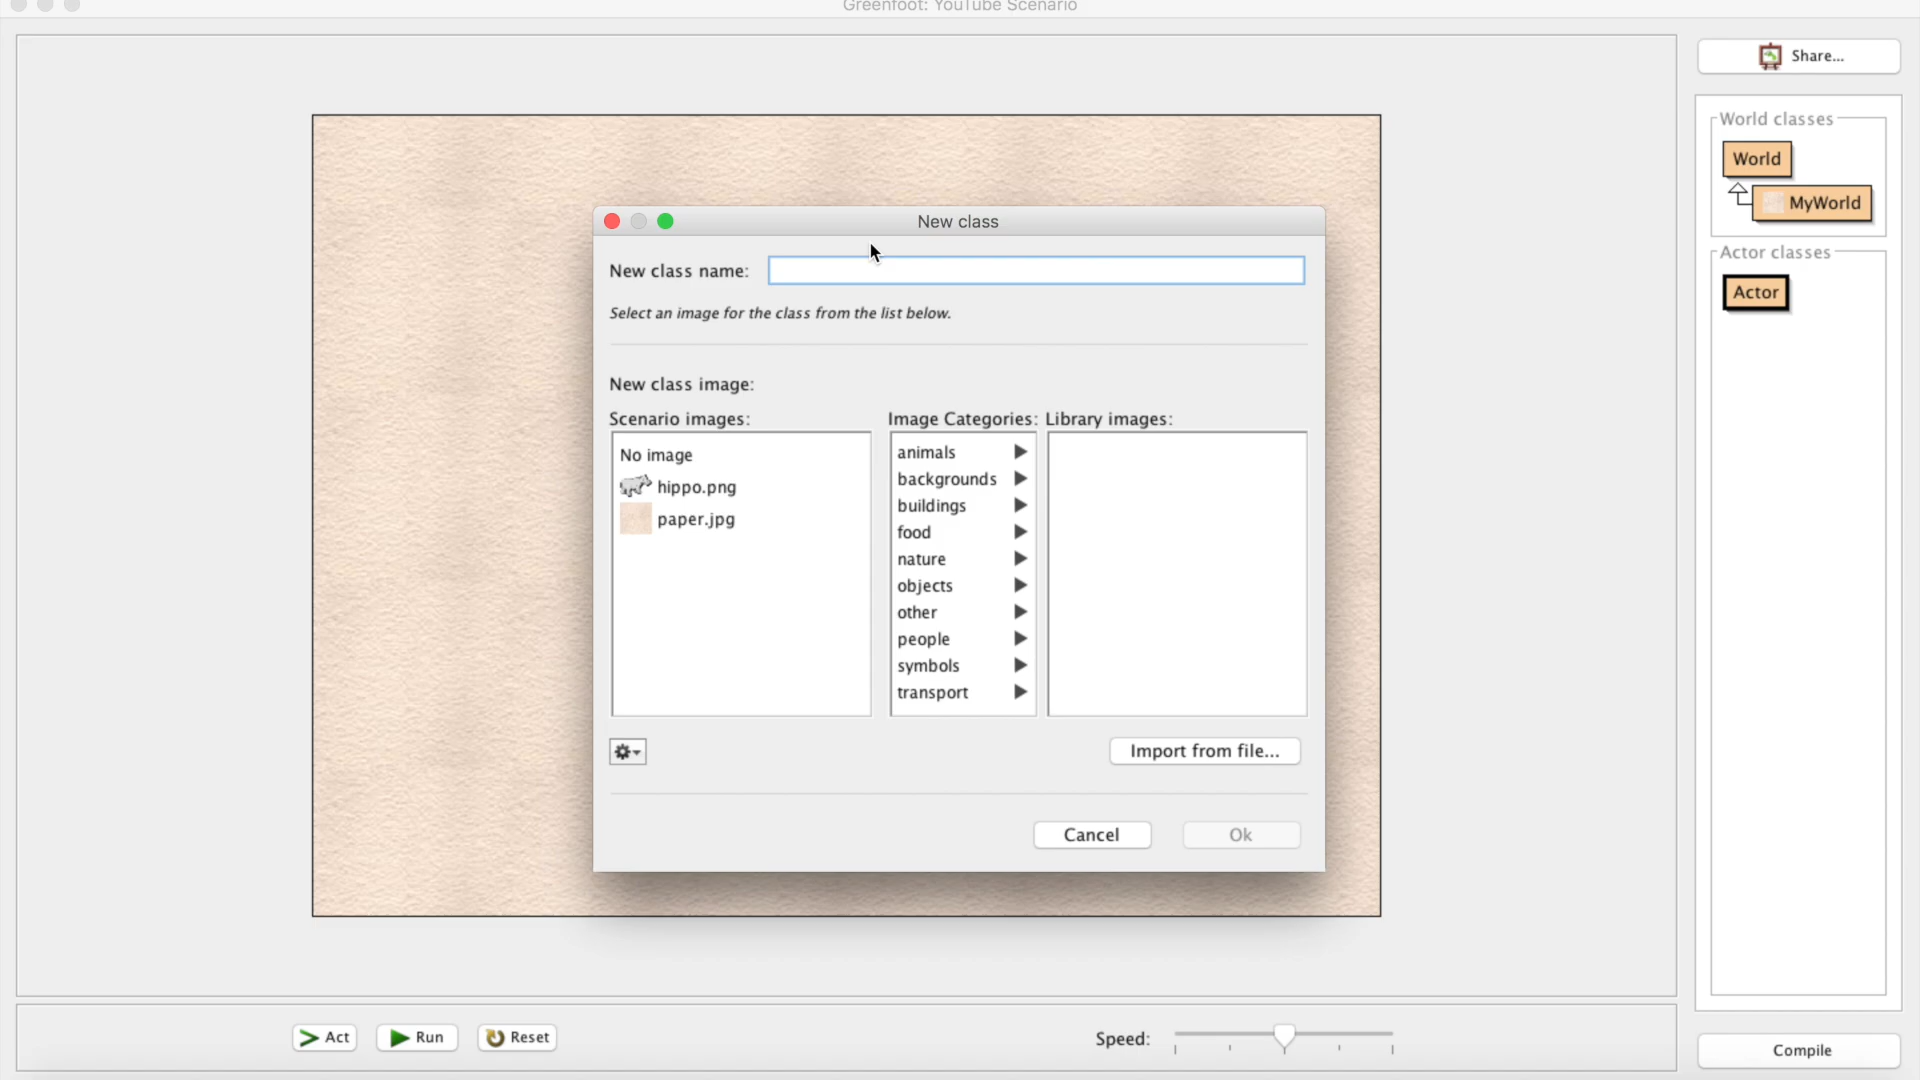 Greenfoot: YouTube Scenario
Share...
World classes
World
MyWorld
Actor classes
Actor
New class
New class name:
Select an image for the class from the list below.
New class image:
Scenario images:
Image Categories:
Library images:
No image
hippo.png
paper.jpg
animals
backgrounds
buildings
food
nature
objects
other
people
symbols
transport
Import from file...
Cancel
Ok
Act
Run
Reset
Speed:
Compile